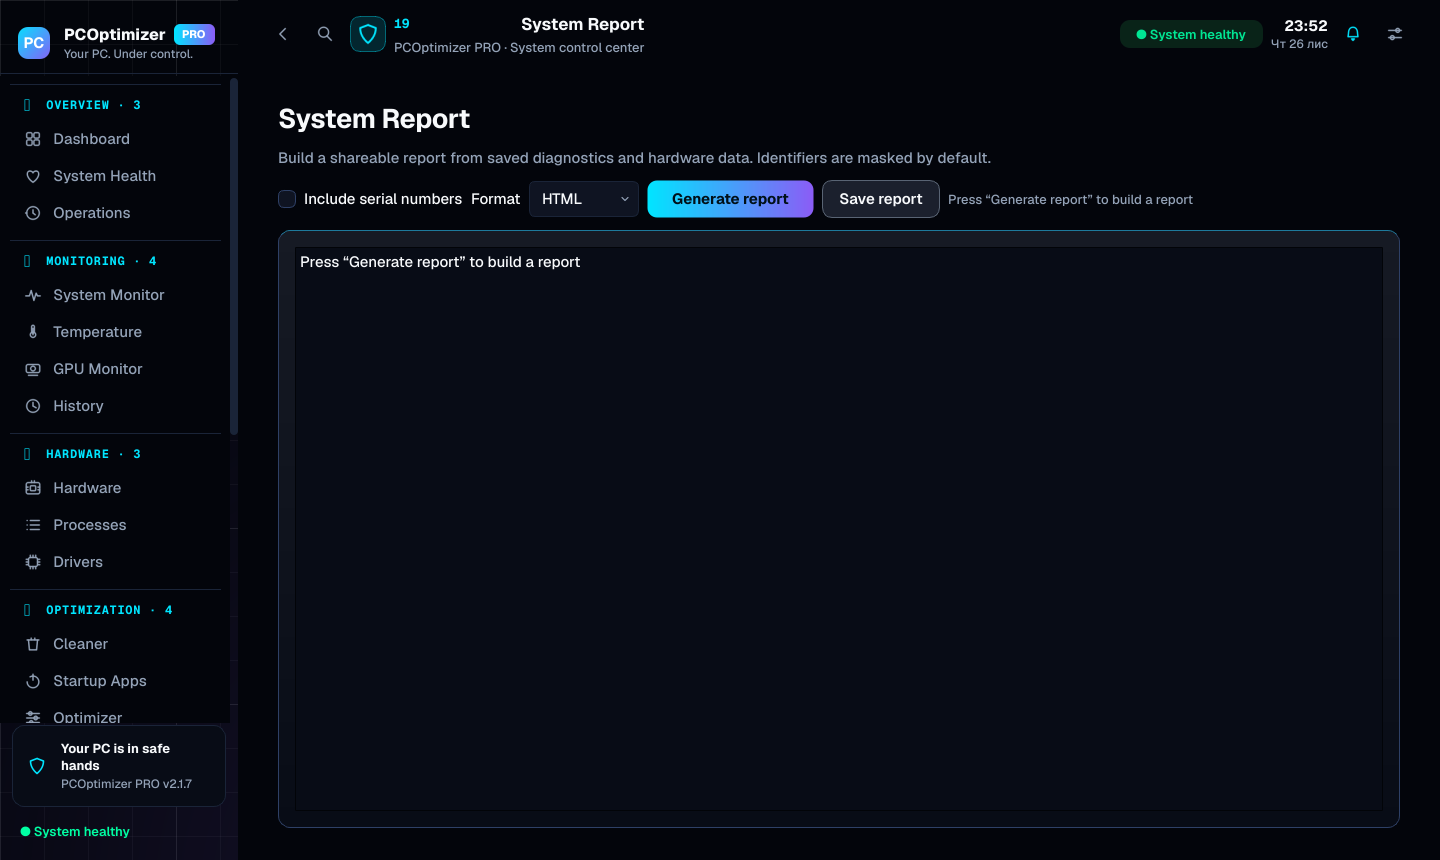 PC
PCOptimizer PRO
Your PC. Under control.
OVERVIEW · 3
Dashboard
System Health
Operations
MONITORING · 4
System Monitor
Temperature
GPU Monitor
History
HARDWARE · 3
Hardware
Processes
Drivers
OPTIMIZATION · 4
Cleaner
Startup Apps
Optimizer
Your PC is in safe
hands
PCOptimizer PRO v2.1.7
System healthy
19 System Report
PCOptimizer PRO · System control center
System healthy
23:52
Чт 26 лис
System Report
Build a shareable report from saved diagnostics and hardware data. Identifiers are masked by default.
Include serial numbers Format HTML Generate report Save report Press “Generate report” to build a report
Press “Generate report” to build a report